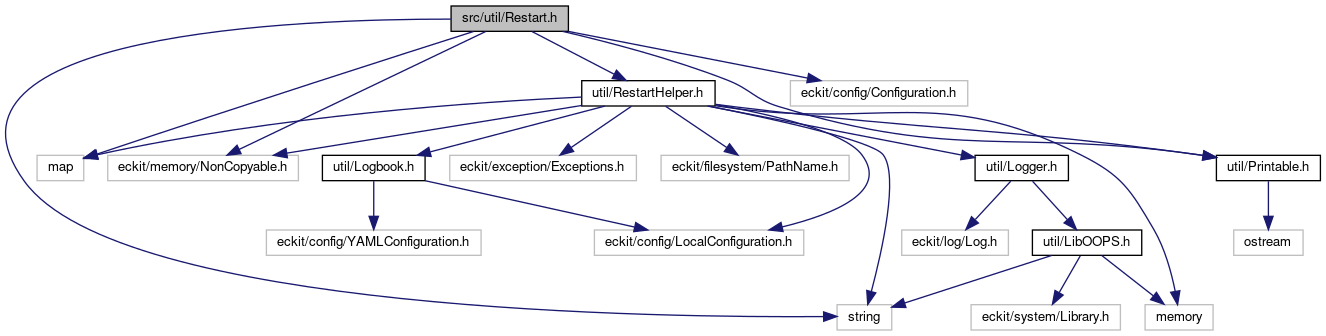 src/util/Restart.h
util/RestartHelper.h
eckit/config/Configuration.h
map
eckit/memory/NonCopyable.h
util/Logbook.h
eckit/exception/Exceptions.h
eckit/filesystem/PathName.h
util/Logger.h
util/Printable.h
eckit/config/YAMLConfiguration.h
eckit/config/LocalConfiguration.h
eckit/log/Log.h
util/LibOOPS.h
ostream
string
eckit/system/Library.h
memory